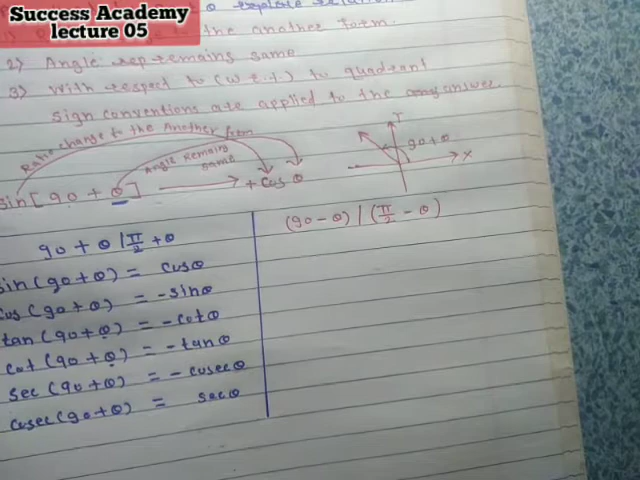 Success Academy
lecture 05
to the another form.
2) Angle remains same
3) With respect to (w.r.t.) to quadrant
sign conventions are applied to the answer.
Ratio change to the Another form
Angle Remains
same
sin[90 + θ] → + Cos θ
Y
90 + θ
X
90 + θ | π/2 + θ
sin(90+θ) = cosθ
cos(90+θ) = -sinθ
tan(90+θ) = -cotθ
cot(90+θ) = -tanθ
sec(90+θ) = -cosecθ
cosec(90+θ) = secθ
(90 - θ) | (π/2 - θ)